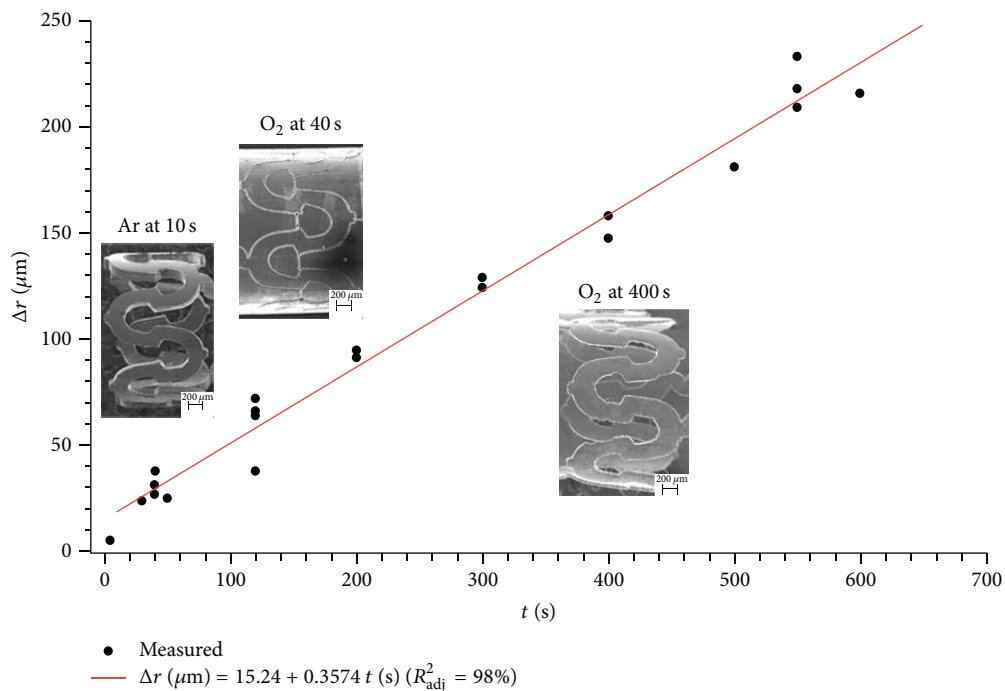 250
200
150
100
50
0
Δr (μm)
O₂ at 40 s
200 μm
Ar at 10 s
200 μm
O₂ at 400 s
200 μm
0 100 200 300 400 500 600 700
t (s)
Measured
Δr (μm) = 15.24 + 0.3574 t (s) (R²adj = 98%)